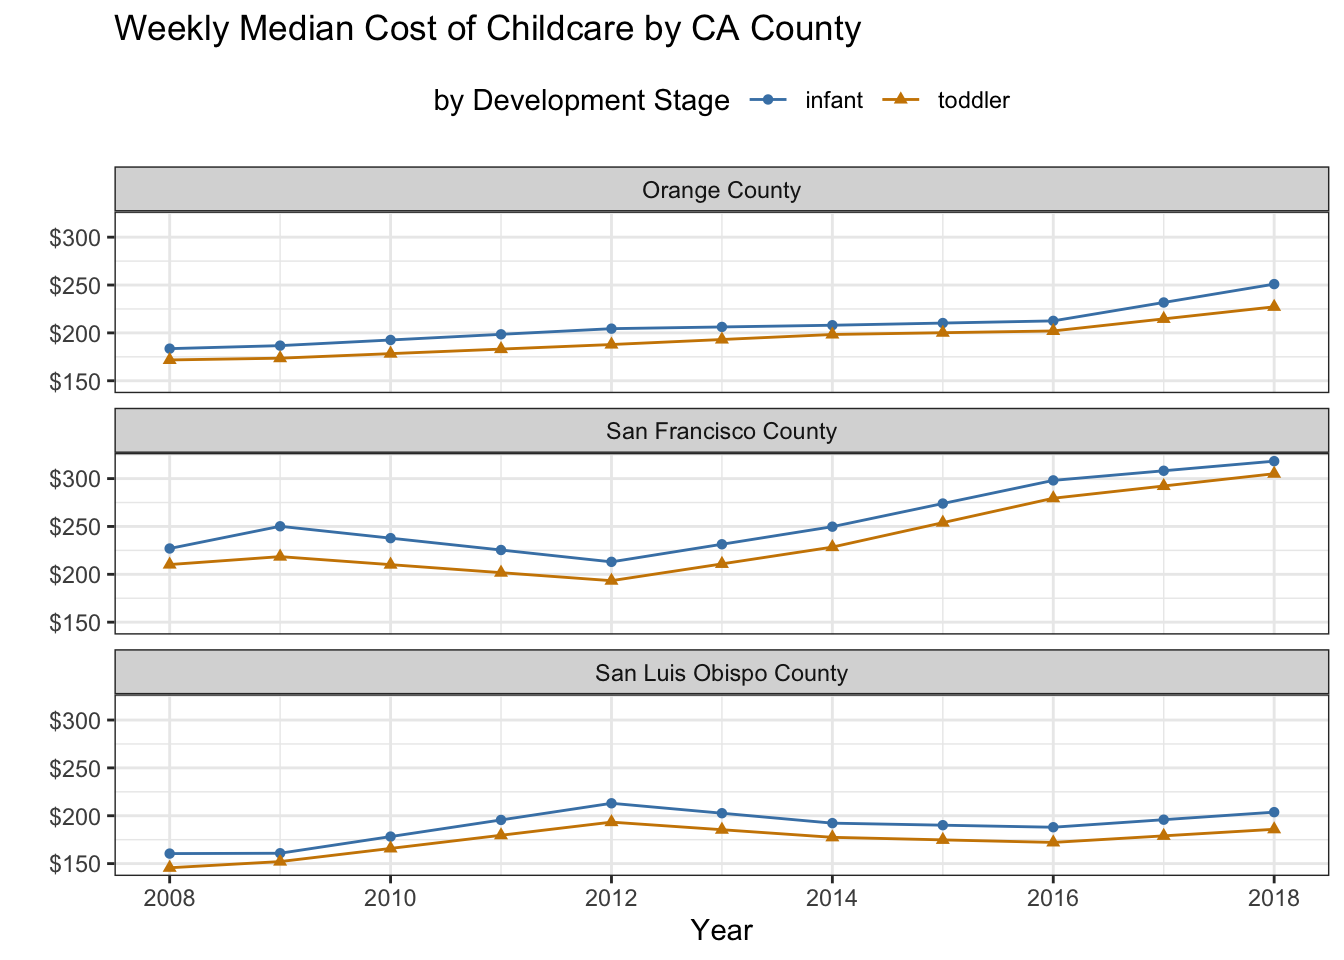 Weekly Median Cost of Childcare by CA County
by Development Stage infant toddler
Orange County
$300
$250
$200
$150
San Francisco County
$300
$250
$200
$150
San Luis Obispo County
$300
$250
$200
$150
2008 2010 2012 2014 2016 2018
Year